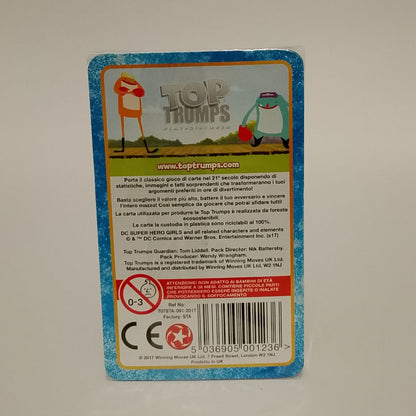 TOP
TRUMPS
www.toptrumps.com
Porta il classico gioco di carte nel 21° secolo disponendo di
statistiche, immagini e fatti sorprendenti che trasformeranno i tuoi
argomenti preferiti in ore di divertimento!
Basta scegliere il valore più alto, battere il tuo avversario e vincere
l'intero mazzo! Così semplice da giocare che potrai sfidare tutti!
La carta utilizzata per produrre le Top Trumps è realizzata da foreste
ecosostenibili.
Le carte la custodia in plastica sono riciclabili al 100%.
DC SUPER HERO GIRLS and all related characters and elements
© & ™ DC Comics and Warner Bros. Entertainment Inc. (s17)
Top Trumps Guardian: Tom Liddell. Pack Director: Nik Battersby.
Pack Producer: Wendy Wrangham.
Top Trumps is a registered trademark of Winning Moves UK Ltd.
Manufactured and distributed by Winning Moves UK Ltd, W2 1NJ
0-3
ATTENZIONE! NON ADATTO AI BAMBINI DI ETÀ
INFERIORE A 36 MESI. CONTIENE PICCOLE PARTI
CHE POTREBBERO ESSERE INGERITE O INALATE
PROVOCANDO IL SOFFOCAMENTO.
Ref No:
Factory: STA
CE
5 036905 001236 >
© 2017 Winning Moves UK Ltd, 7 Praed Street, London W2 1NJ
Prodotto in UK